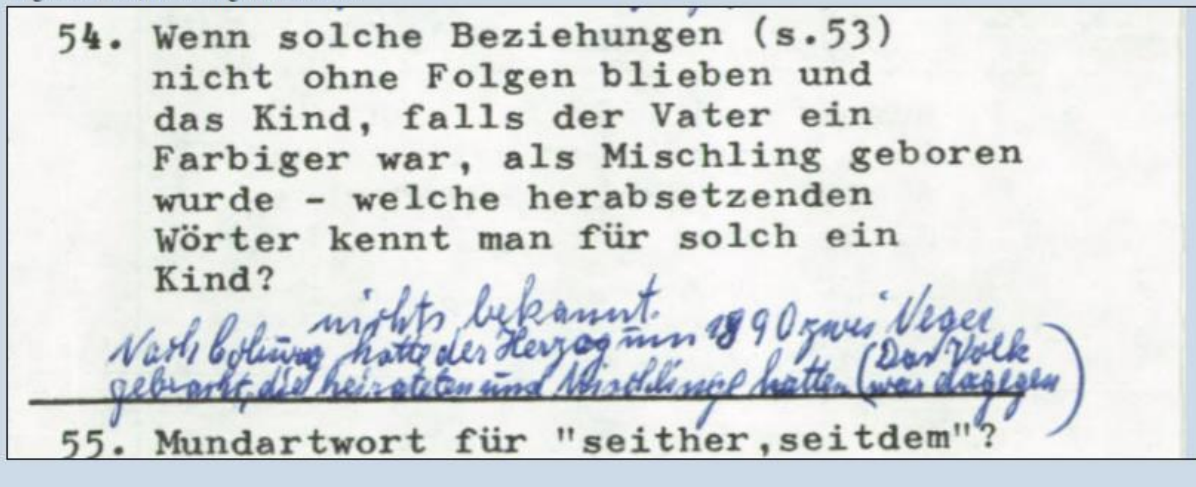 54. Wenn solche Beziehungen (s.53)
nicht ohne Folgen blieben und
das Kind, falls der Vater ein
Farbiger war, als Mischling geboren
wurde - welche herabsetzenden
Wörter kennt man für solch ein
Kind?
nichts bekannt.
Nach hatte der Herzog um 1890 zwei Neger
gebracht, die heirateten und Mischlinge hatten (Das Volk
war dagegen)
55. Mundartwort für "seither,seitdem"?